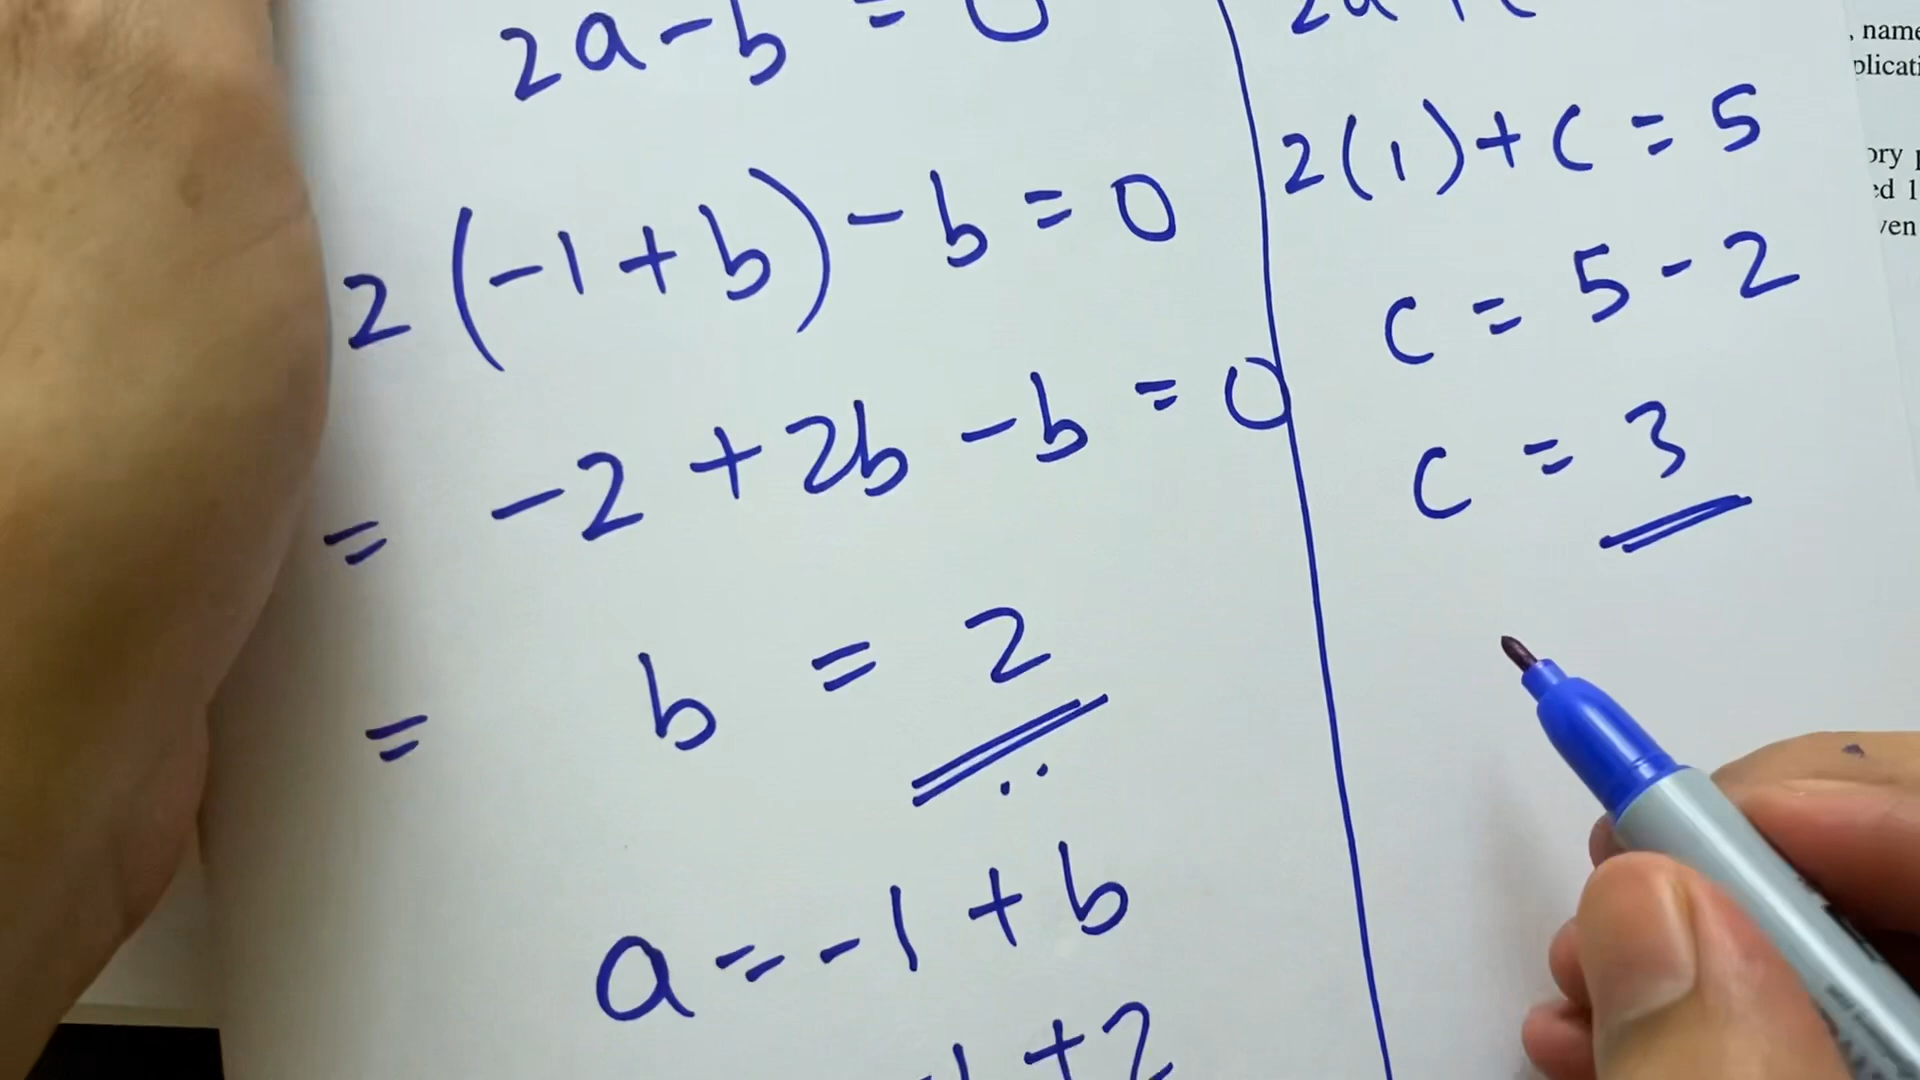 2a - b = 0
2(-1 + b) - b = 0
= -2 + 2b - b = 0
= b = 2
a = -1 + b
+2
2(1) + c = 5
c = 5 - 2
c = 3
, name
plicati
ory p
ed 1
ven